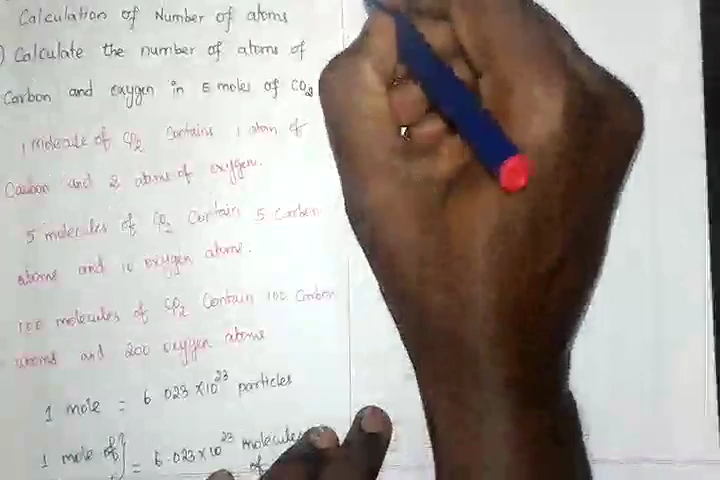 Calculation of Number of atoms
) Calculate the number of atoms of
Carbon and oxygen in 5 moles of CO2
1 Molecule of CO2 Contains 1 atom of
Carbon and 2 atoms of oxygen.
5 molecules of CO2 Contain 5 Carbon
atoms and 10 oxygen atoms.
100 molecules of CO2 Contain 100 Carbon
atoms and 200 oxygen atoms
1 mole = 6.023 × 10^23 particles
1 mole of } = 6.023 × 10^23 molecules
of